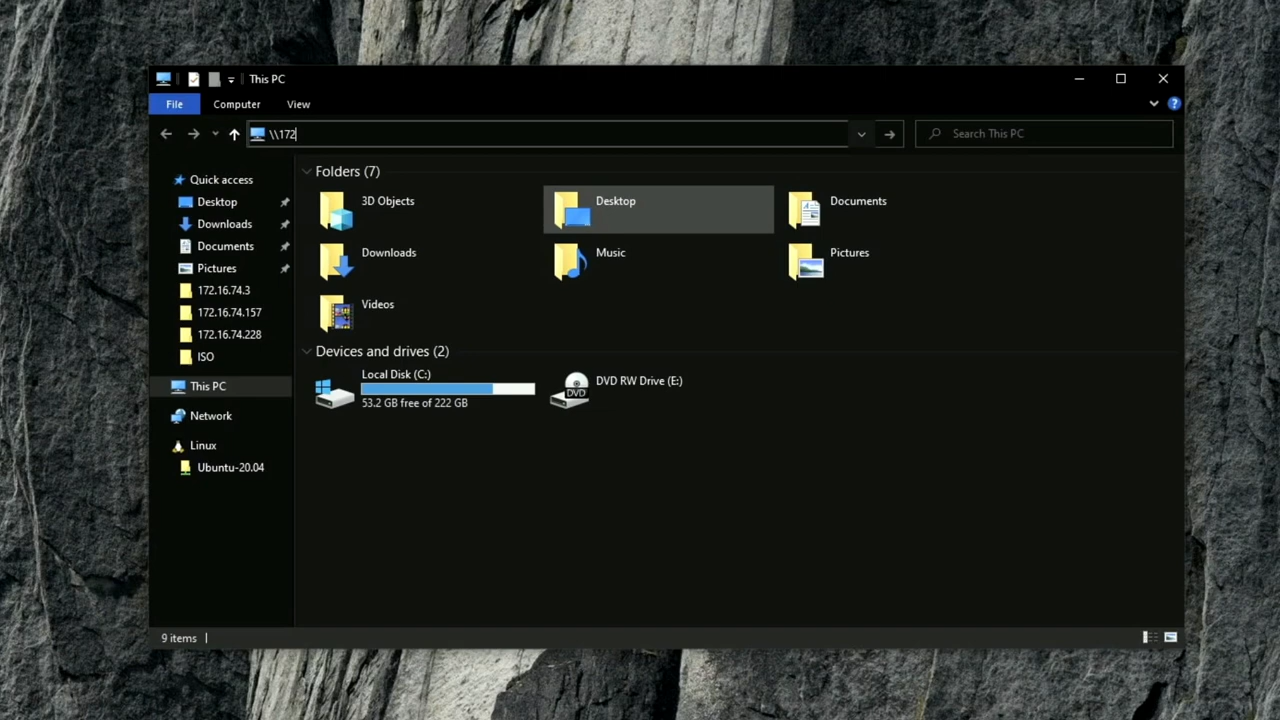 This PC
File Computer View
\\172
Search This PC
Quick access
Desktop
Downloads
Documents
Pictures
172.16.74.3
172.16.74.157
172.16.74.228
ISO
This PC
Network
Linux
Ubuntu-20.04
Folders (7)
3D Objects Desktop Documents
Downloads Music Pictures
Videos
Devices and drives (2)
Local Disk (C:)
53.2 GB free of 222 GB
DVD
DVD RW Drive (E:)
9 items